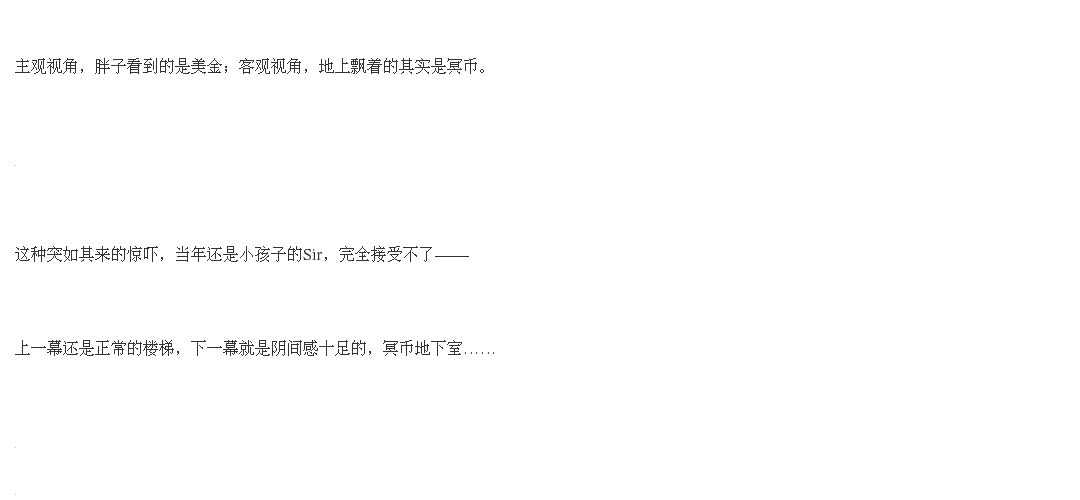 主观视角，胖子看到的是美金；客观视角，地上飘着的其实是冥币。
这种突如其来的惊吓，当年还是小孩子的Sir，完全接受不了——
上一幕还是正常的楼梯，下一幕就是阴间感十足的，冥币地下室……